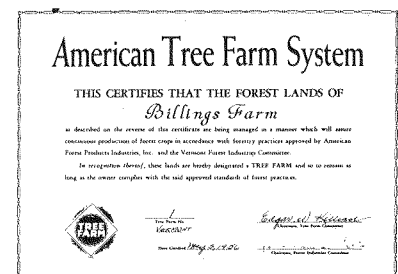 American Tree Farm System
THIS CERTIFIES THAT THE FOREST LANDS OF
Billings Farm
as described on the reverse of this certificate are being managed in a manner which will assure
continuous production of forest crops in accordance with forestry practices approved by American
Forest Products Industries, Inc. and the Vermont Forest Industries Committee.
In recognition thereof, these lands are hereby designated a TREE FARM and so to remain as
long as the owner complies with the said approved standards of forest practices.
TREE
FARM
1
Tree Farm No.
Vermont
Date Certified Aug 2, 1956
Chairman, Tree Farm Committee
Chairman, Forest Industries Committee